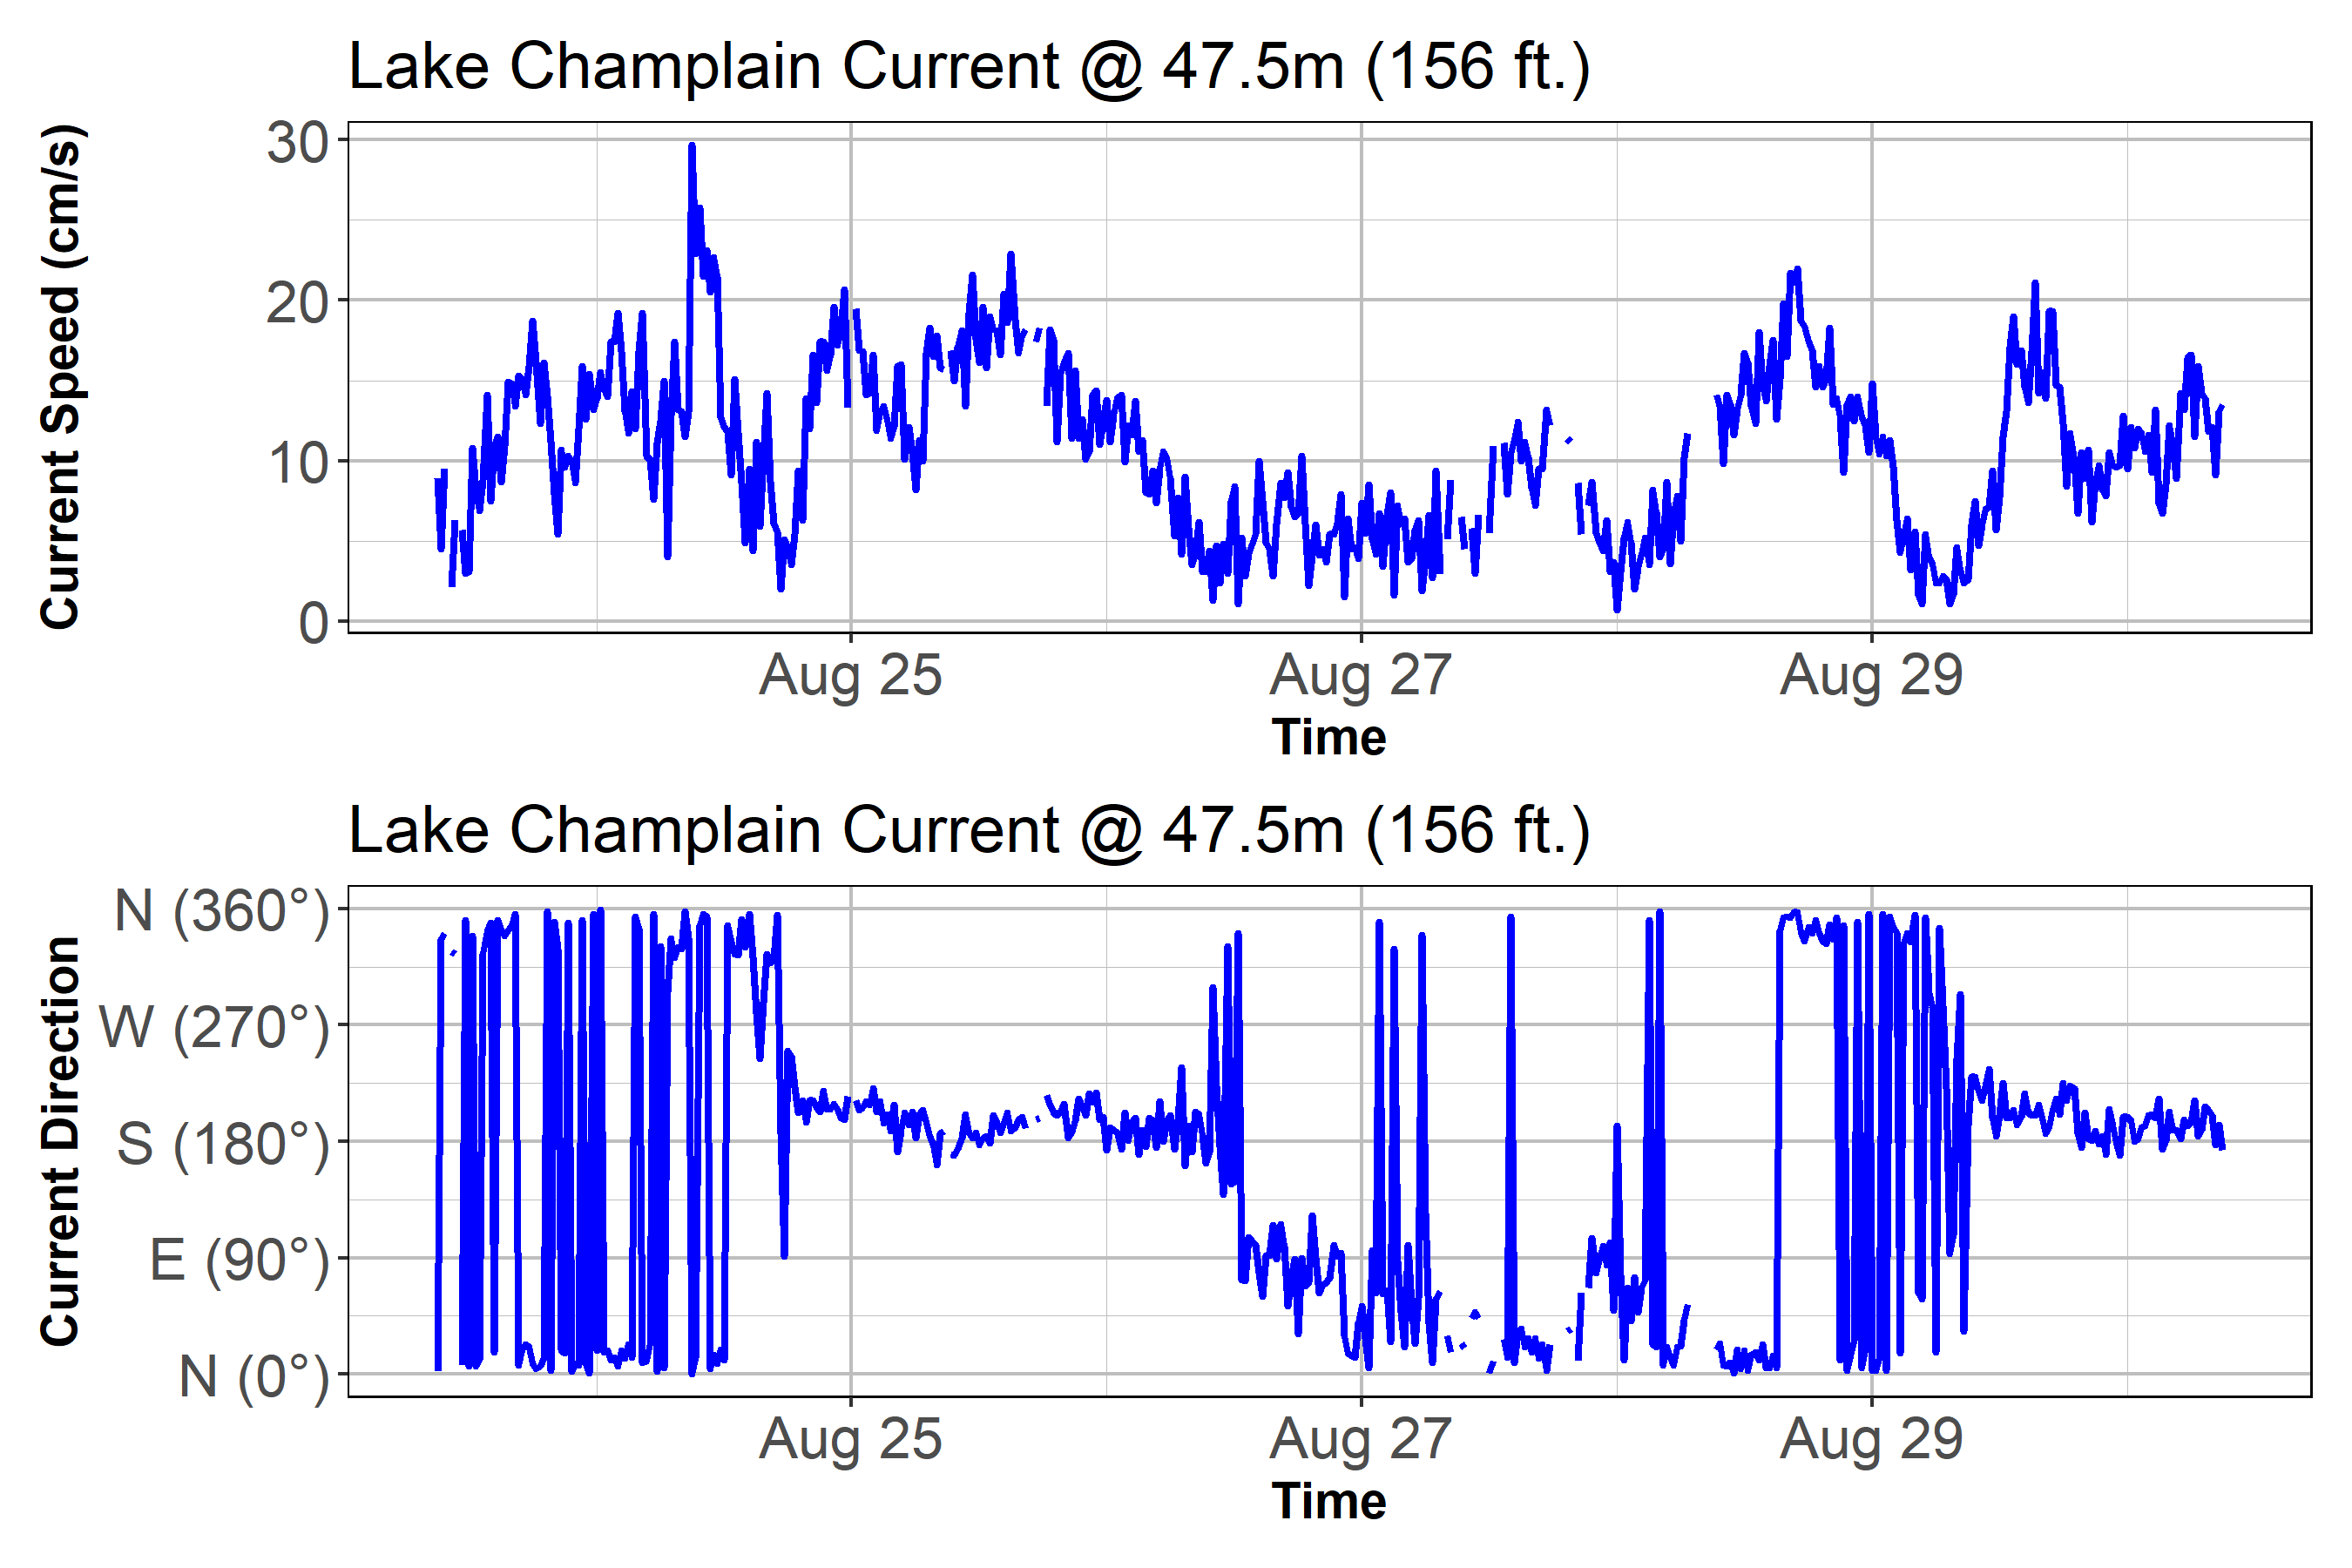 Lake Champlain Current @ 47.5m (156 ft.)
Current Speed (cm/s)
30
20
10
0
Aug 25 Aug 27 Aug 29
Time
Lake Champlain Current @ 47.5m (156 ft.)
Current Direction
N (360°)
W (270°)
S (180°)
E (90°)
N (0°)
Aug 25 Aug 27 Aug 29
Time